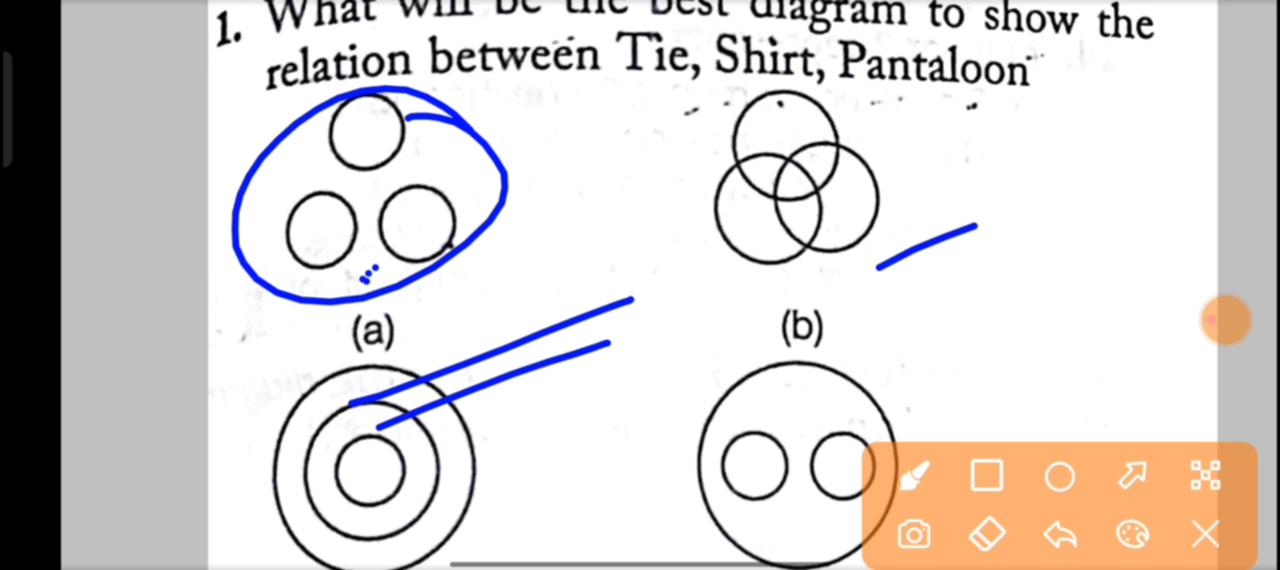 1. What will be the best diagram to show the
relation between Tie, Shirt, Pantaloon
(a)
(b)